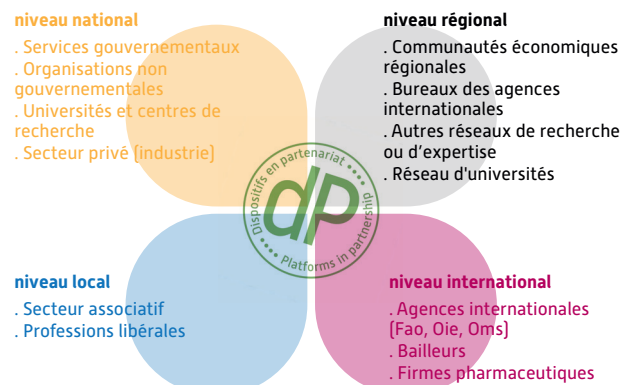 niveau national
. Services gouvernementaux
. Organisations non
gouvernementales
. Universités et centres de
recherche
. Secteur privé (industrie)
niveau régional
. Communautés économiques
régionales
. Bureaux des agences
internationales
. Autres réseaux de recherche
ou d'expertise
. Réseau d'universités
Dispositifs en partenariat
dP
Platforms in partnership
niveau local
. Secteur associatif
. Professions libérales
niveau international
. Agences internationales
(Fao, Oie, Oms)
. Bailleurs
. Firmes pharmaceutiques